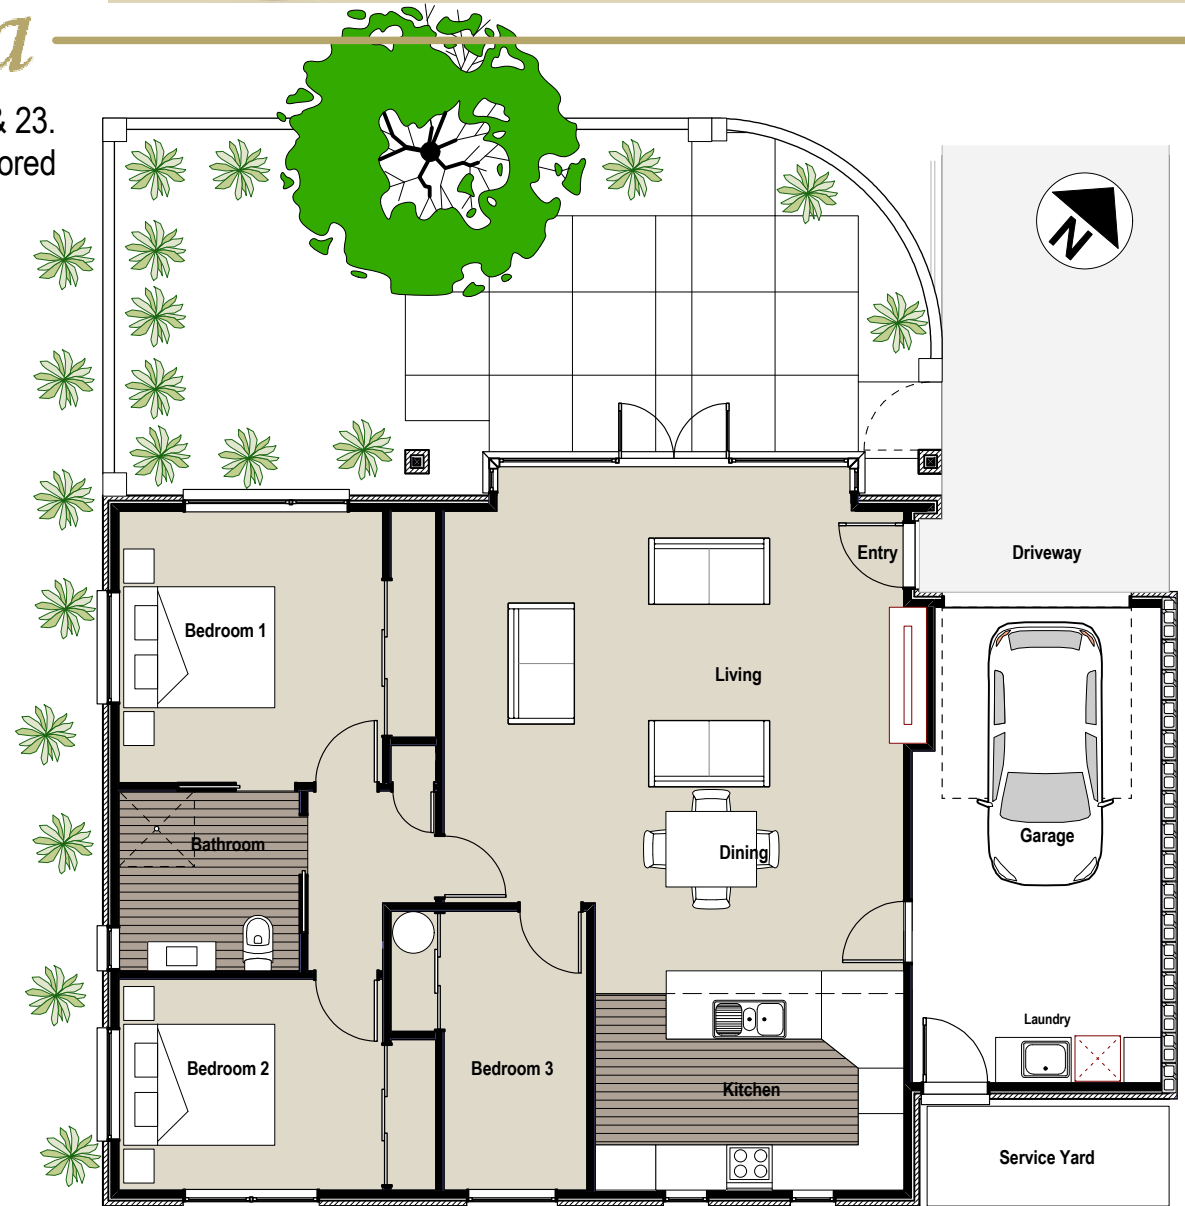 a
& 23.
ored
N
Entry
Driveway
Bedroom 1
Living
Bathroom
Dining
Garage
Laundry
Bedroom 2
Bedroom 3
Kitchen
Service Yard